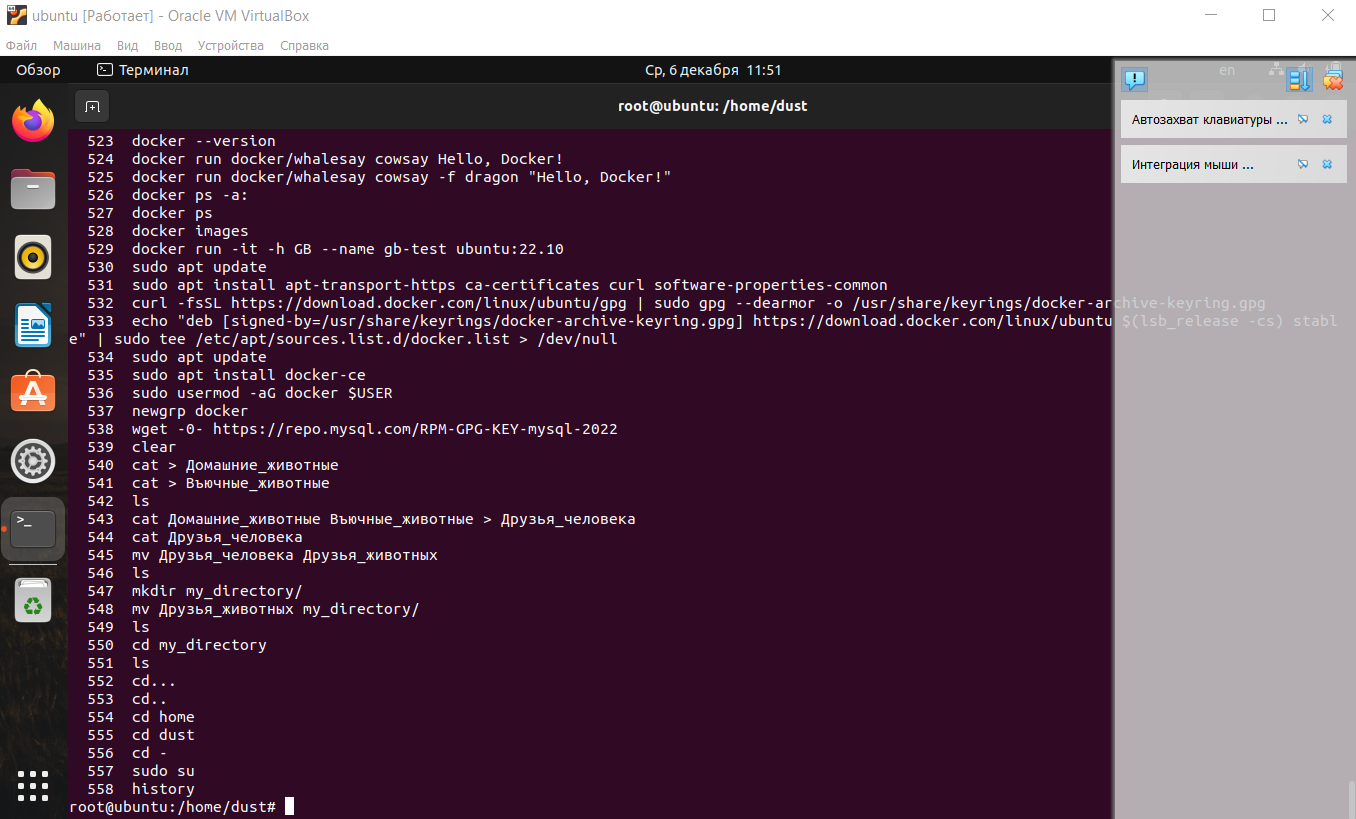 ubuntu [Работает] - Oracle VM VirtualBox
Файл Машина Вид Ввод Устройства Справка
Обзор Терминал Ср, 6 декабря 11:51 en
root@ubuntu: /home/dust
Автозахват клавиатуры ...
Интеграция мыши ...
523 docker --version
524 docker run docker/whalesay cowsay Hello, Docker!
525 docker run docker/whalesay cowsay -f dragon "Hello, Docker!"
526 docker ps -a:
527 docker ps
528 docker images
529 docker run -it -h GB --name gb-test ubuntu:22.10
530 sudo apt update
531 sudo apt install apt-transport-https ca-certificates curl software-properties-common
532 curl -fsSL https://download.docker.com/linux/ubuntu/gpg | sudo gpg --dearmor -o /usr/share/keyrings/docker-archive-keyring.gpg
533 echo "deb [signed-by=/usr/share/keyrings/docker-archive-keyring.gpg] https://download.docker.com/linux/ubuntu $(lsb_release -cs) stabl
e" | sudo tee /etc/apt/sources.list.d/docker.list > /dev/null
534 sudo apt update
535 sudo apt install docker-ce
536 sudo usermod -aG docker $USER
537 newgrp docker
538 wget -0- https://repo.mysql.com/RPM-GPG-KEY-mysql-2022
539 clear
540 cat > Домашние_животные
541 cat > Въючные_животные
542 ls
543 cat Домашние_животные Въючные_животные > Друзья_человека
544 cat Друзья_человека
545 mv Друзья_человека Друзья_животных
546 ls
547 mkdir my_directory/
548 mv Друзья_животных my_directory/
549 ls
550 cd my_directory
551 ls
552 cd...
553 cd..
554 cd home
555 cd dust
556 cd -
557 sudo su
558 history
root@ubuntu:/home/dust#